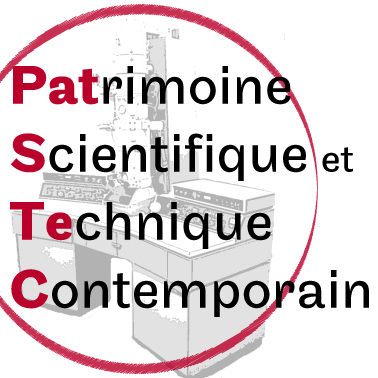 Patrimoine
Scientifique et
Technique
Contemporain